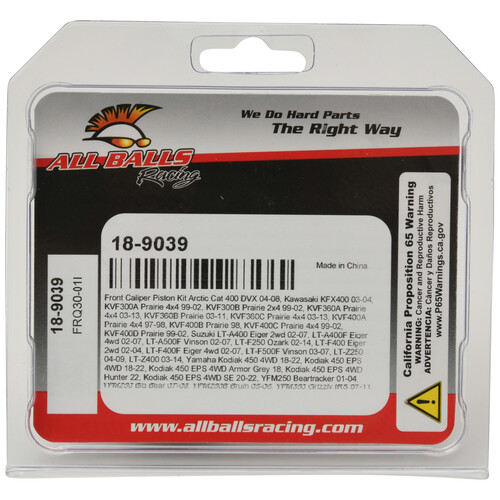 We Do Hard Parts
The Right Way
ALL BALLS
Racing
18-9039
Made in China
Front Caliper Piston Kit Arctic Cat 400 DVX 04-08, Kawasaki KFX400 03-04,
KVF300A Prairie 4x4 99-02, KVF300B Prairie 2x4 99-02, KVF360A Prairie
4x4 03-13, KVF360B Prairie 03-11, KVF360C Prairie 4x4 03-13, KVF400A
Prairie 4x4 97-98, KVF400B Prairie 98, KVF400C Prairie 4x4 99-02,
KVF400D Prairie 99-02, Suzuki LT-A400 Eiger 2wd 02-07, LT-A400F Eiger
4wd 02-07, LT-A500F Vinson 02-07, LT-F250 Ozark 02-14, LT-F400 Eiger
2wd 02-04, LT-F400F Eiger 4wd 02-07, LT-F500F Vinson 03-07, LT-Z250
04-09, LT-Z400 03-14, Yamaha Kodiak 450 4WD 18-22, Kodiak 450 EPS
4WD 18-22, Kodiak 450 EPS 4WD Armor Grey 18, Kodiak 450 EPS 4WD
Hunter 22, Kodiak 450 EPS 4WD SE 20-22, YFM250 Beartracker 01-04,
18-9039
FRQ30-01I
California Proposition 65 Warning
WARNING: Cancer and Reproductive Harm
ADVERTENCIA: Cáncer y Daños Reproductivos
www.P65Warnings.ca.gov
www.allballsracing.com